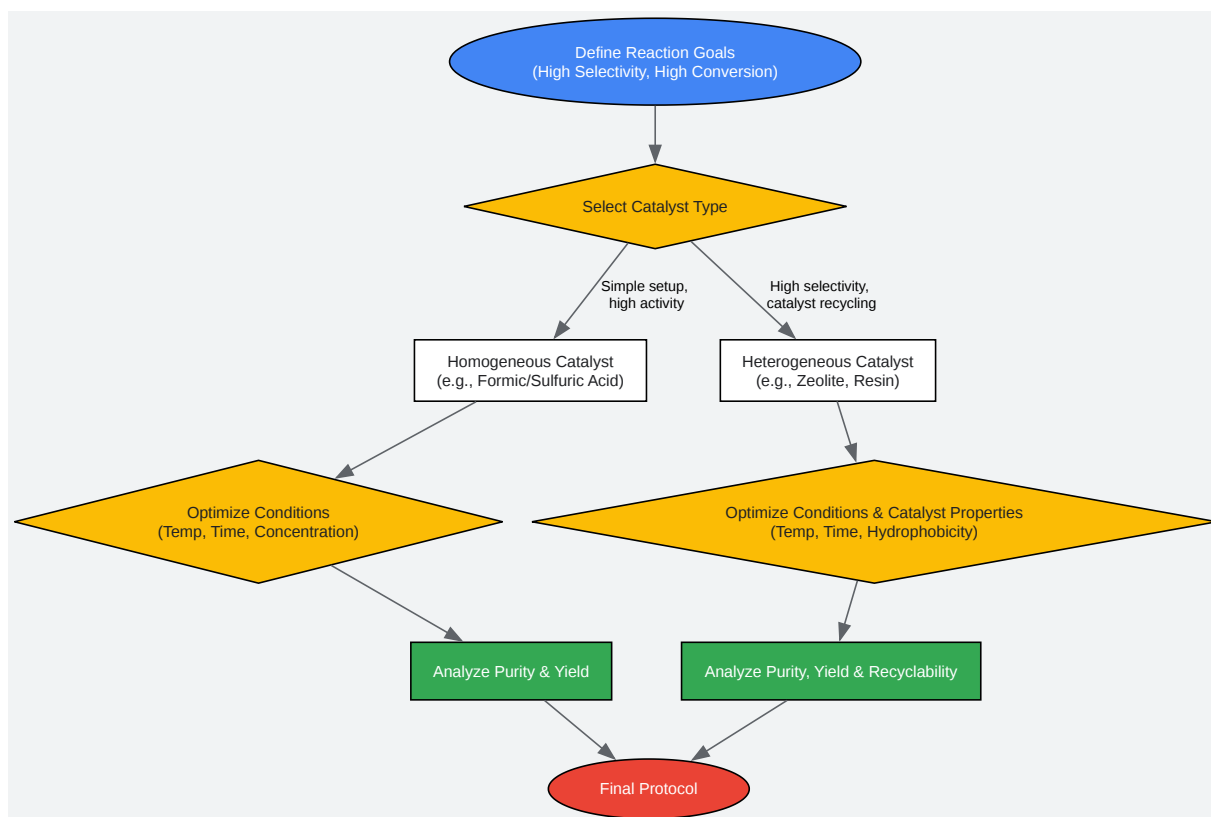 Define Reaction Goals
(High Selectivity, High Conversion)
Select Catalyst Type
Simple setup,
high activity
High selectivity,
catalyst recycling
Homogeneous Catalyst
(e.g., Formic/Sulfuric Acid)
Heterogeneous Catalyst
(e.g., Zeolite, Resin)
Optimize Conditions
(Temp, Time, Concentration)
Optimize Conditions & Catalyst Properties
(Temp, Time, Hydrophobicity)
Analyze Purity & Yield
Analyze Purity, Yield & Recyclability
Final Protocol